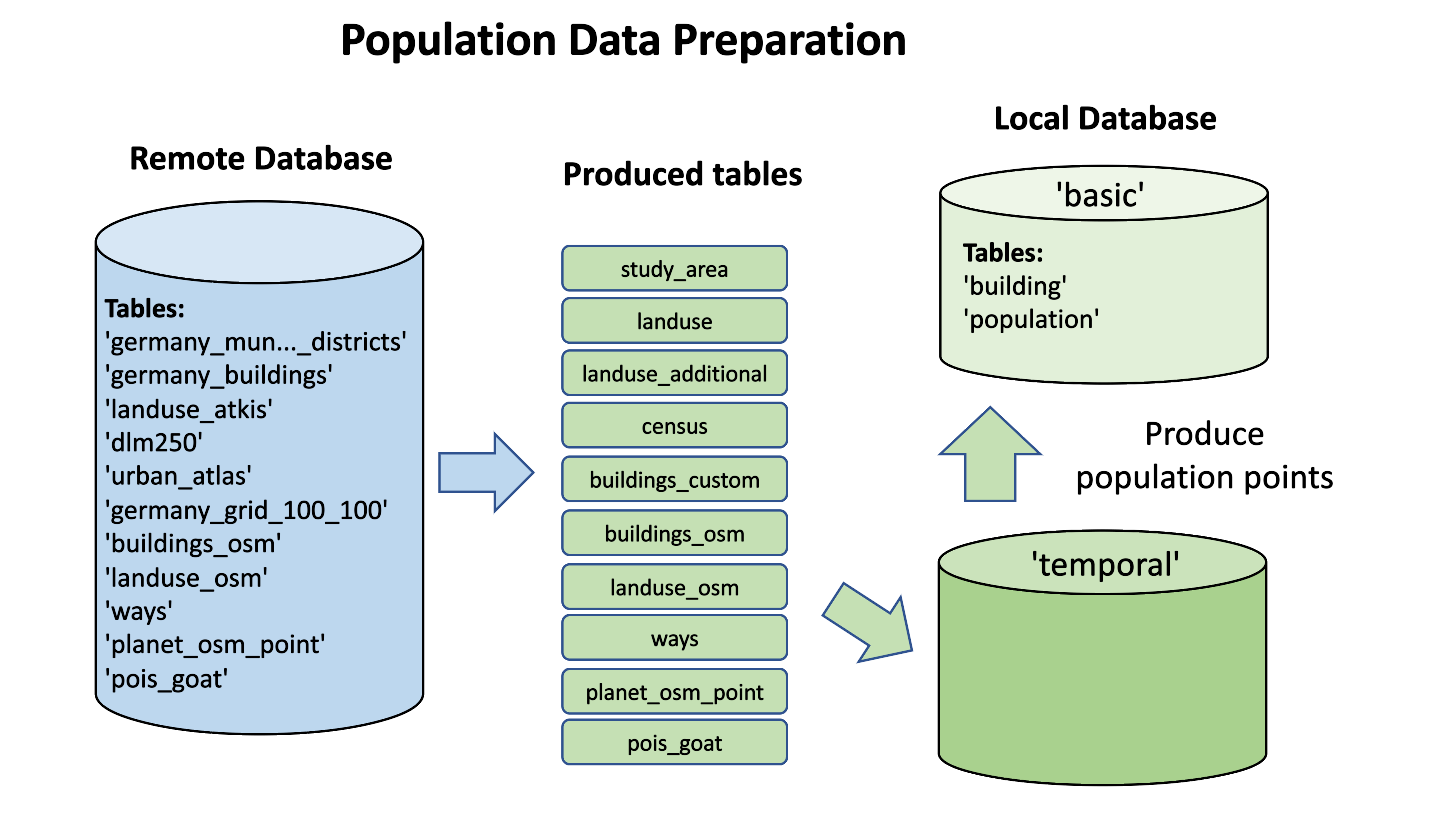 Population Data Preparation
Remote Database
Tables:
'germany_mun..._districts'
'germany_buildings'
'landuse_atkis'
'dlm250'
'urban_atlas'
'germany_grid_100_100'
'buildings_osm'
'landuse_osm'
'ways'
'planet_osm_point'
'pois_goat'
Produced tables
study_area
landuse
landuse_additional
census
buildings_custom
buildings_osm
landuse_osm
ways
planet_osm_point
pois_goat
Local Database
'basic'
Tables:
'building'
'population'
Produce
population points
'temporal'